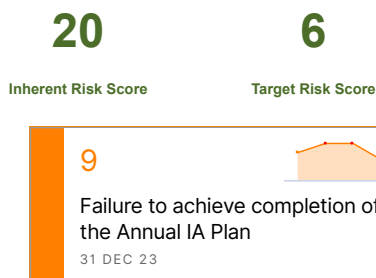 20 6
Inherent Risk Score Target Risk Score
9
Failure to achieve completion of
the Annual IA Plan
31 DEC 23